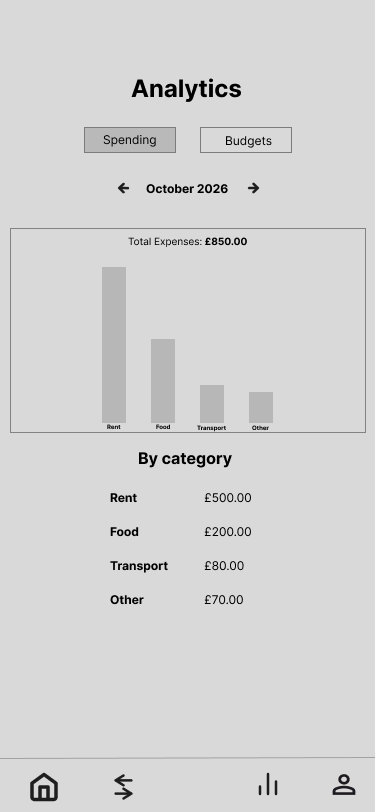 Analytics
Spending Budgets
October 2026
Total Expenses: £850.00
Rent Food Transport Other
By category
Rent £500.00
Food £200.00
Transport £80.00
Other £70.00